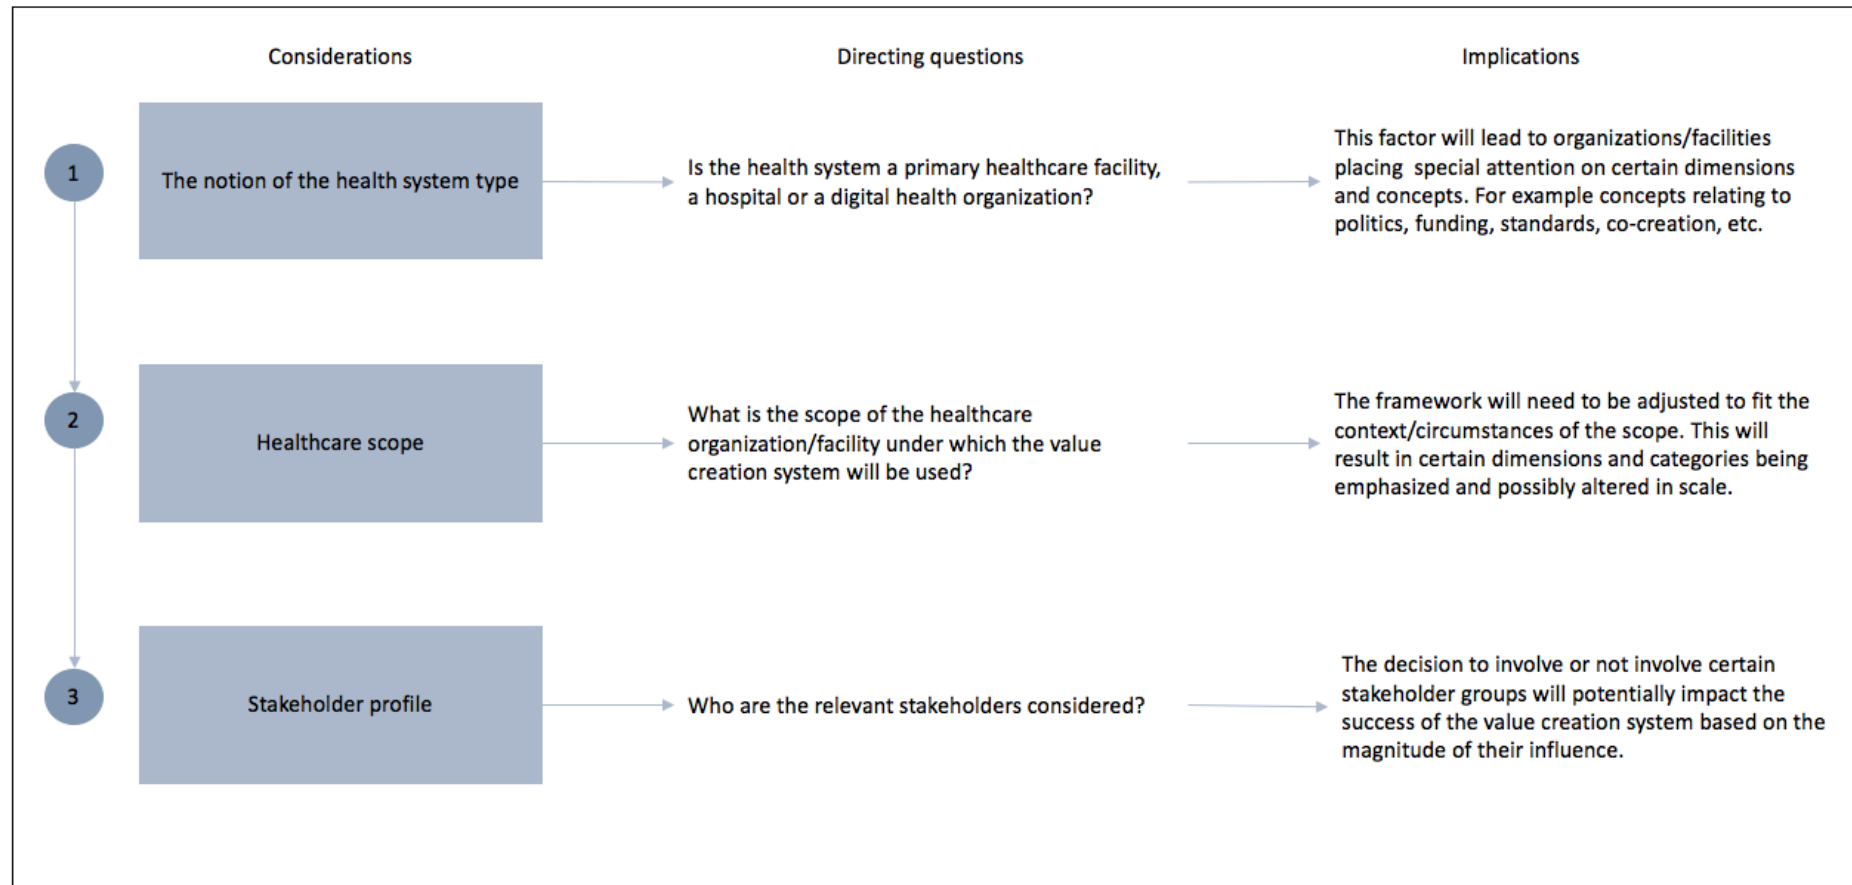 Considerations
Directing questions
Implications
1
The notion of the health system type
Is the health system a primary healthcare facility,
a hospital or a digital health organization?
This factor will lead to organizations/facilities
placing  special attention on certain dimensions
and concepts. For example concepts relating to
politics, funding, standards, co-creation, etc.
2
Healthcare scope
What is the scope of the healthcare
organization/facility under which the value
creation system will be used?
The framework will need to be adjusted to fit the
context/circumstances of the scope. This will
result in certain dimensions and categories being
emphasized and possibly altered in scale.
3
Stakeholder profile
Who are the relevant stakeholders considered?
The decision to involve or not involve certain
stakeholder groups will potentially impact the
success of the value creation system based on the
magnitude of their influence.